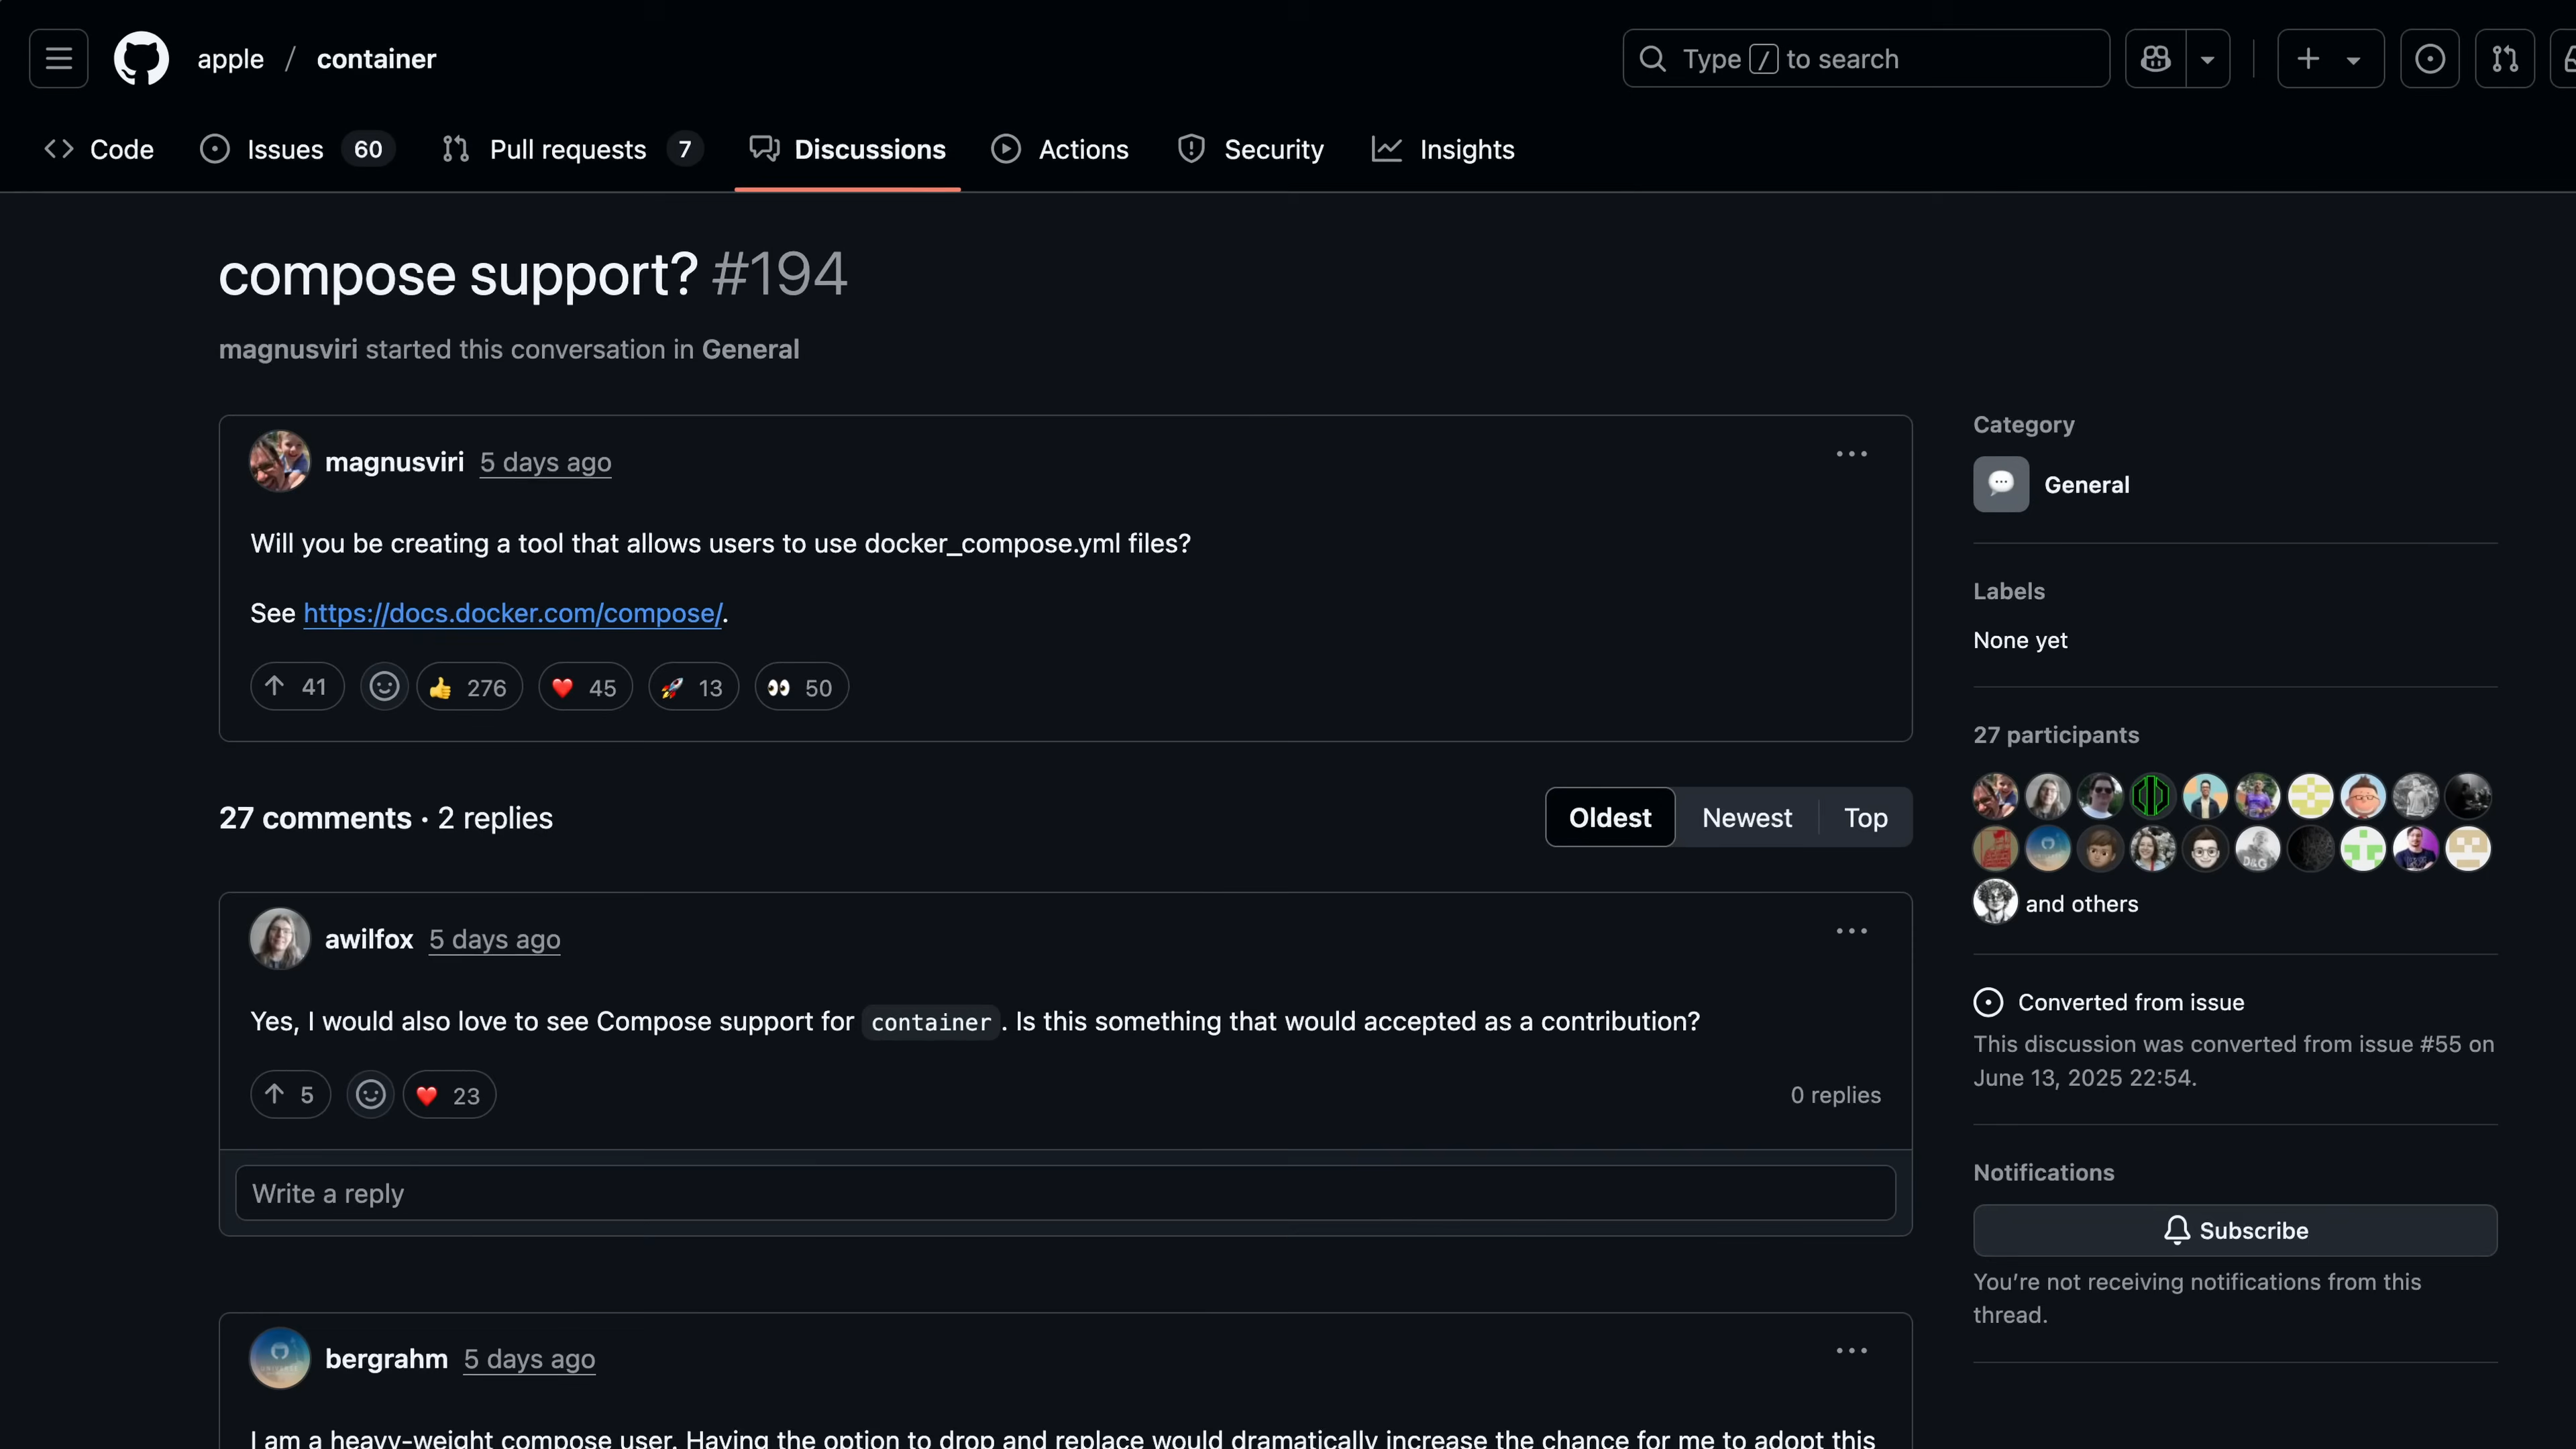 apple / container
Type / to search
Code
Issues 60
Pull requests 7
Discussions
Actions
Security
Insights
compose support? #194
magnusviri started this conversation in General
magnusviri 5 days ago
Will you be creating a tool that allows users to use docker_compose.yml files?
See https://docs.docker.com/compose/.
41
276
45
13
50
27 comments · 2 replies
Oldest
Newest
Top
awilfox 5 days ago
Yes, I would also love to see Compose support for container. Is this something that would accepted as a contribution?
5
23
0 replies
Write a reply
bergrahm 5 days ago
I am a heavy-weight compose user. Having the option to drop and replace would dramatically increase the chance for me to adopt this
Category
General
Labels
None yet
27 participants
D&G
and others
Converted from issue
This discussion was converted from issue #55 on
June 13, 2025 22:54.
Notifications
Subscribe
You’re not receiving notifications from this
thread.